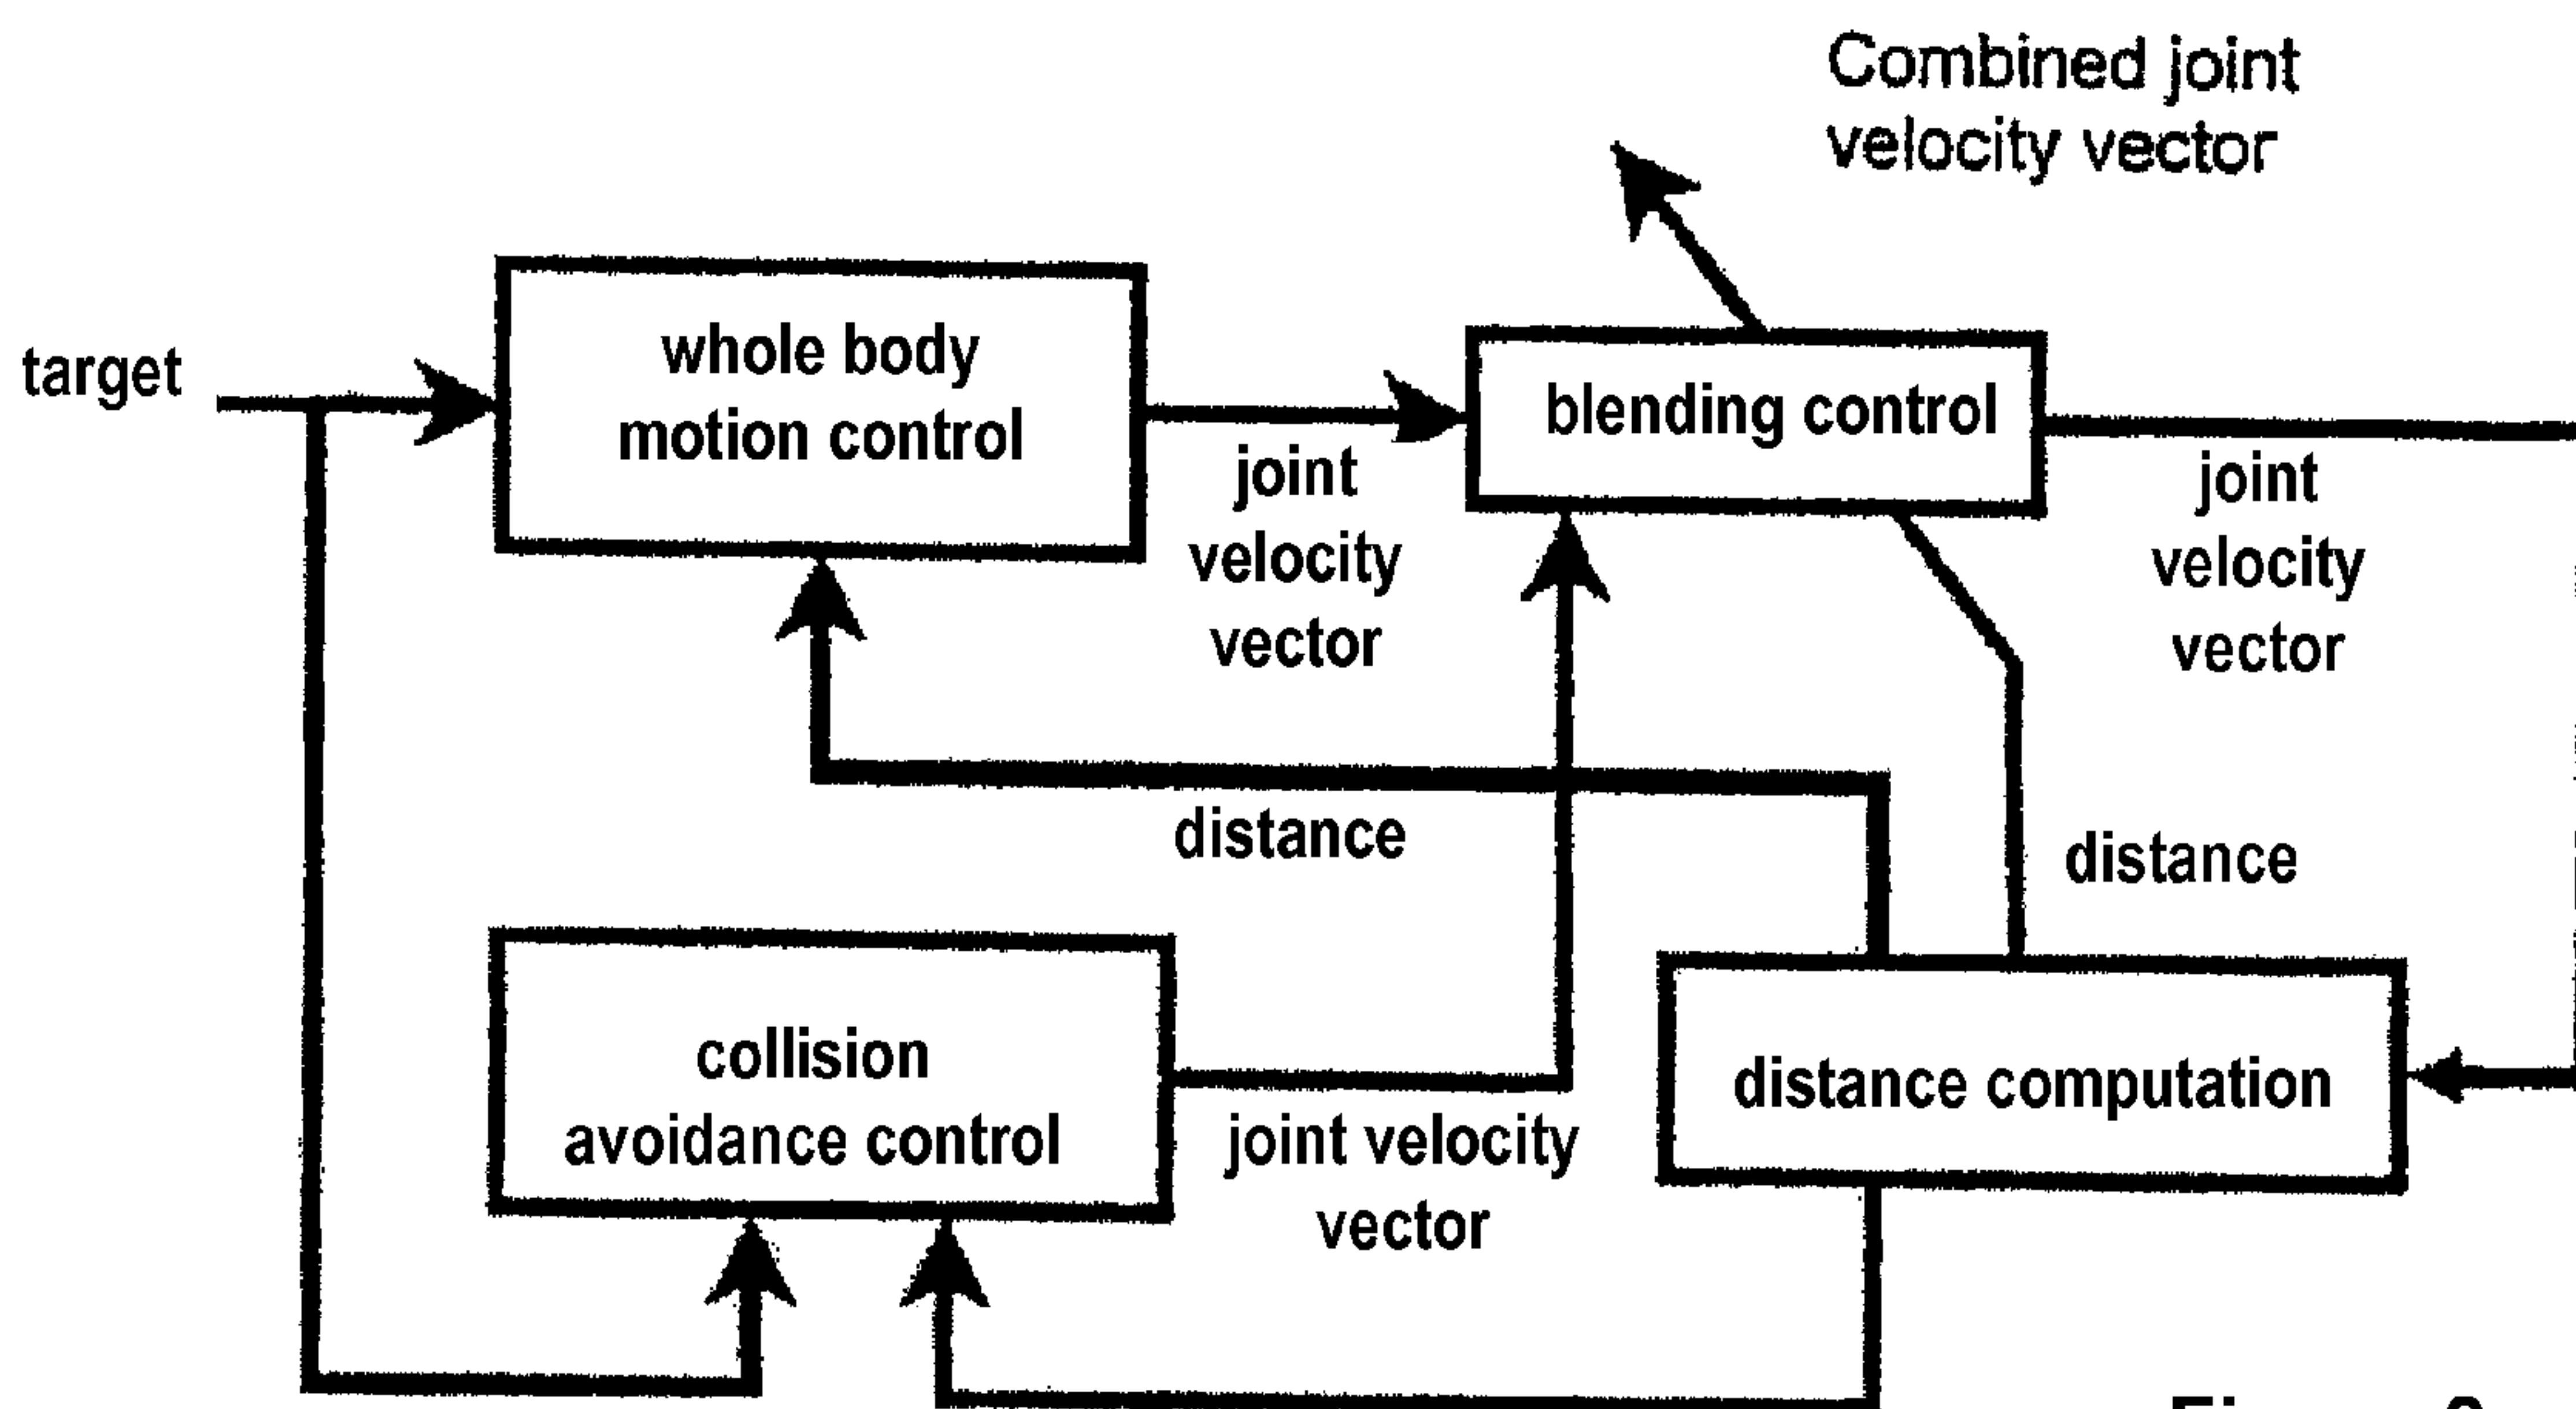 Combined joint
velocity vector
target
whole body
motion control
blending control
joint
velocity
vector
joint
velocity
vector
distance
distance
collision
avoidance control
distance computation
joint velocity
vector